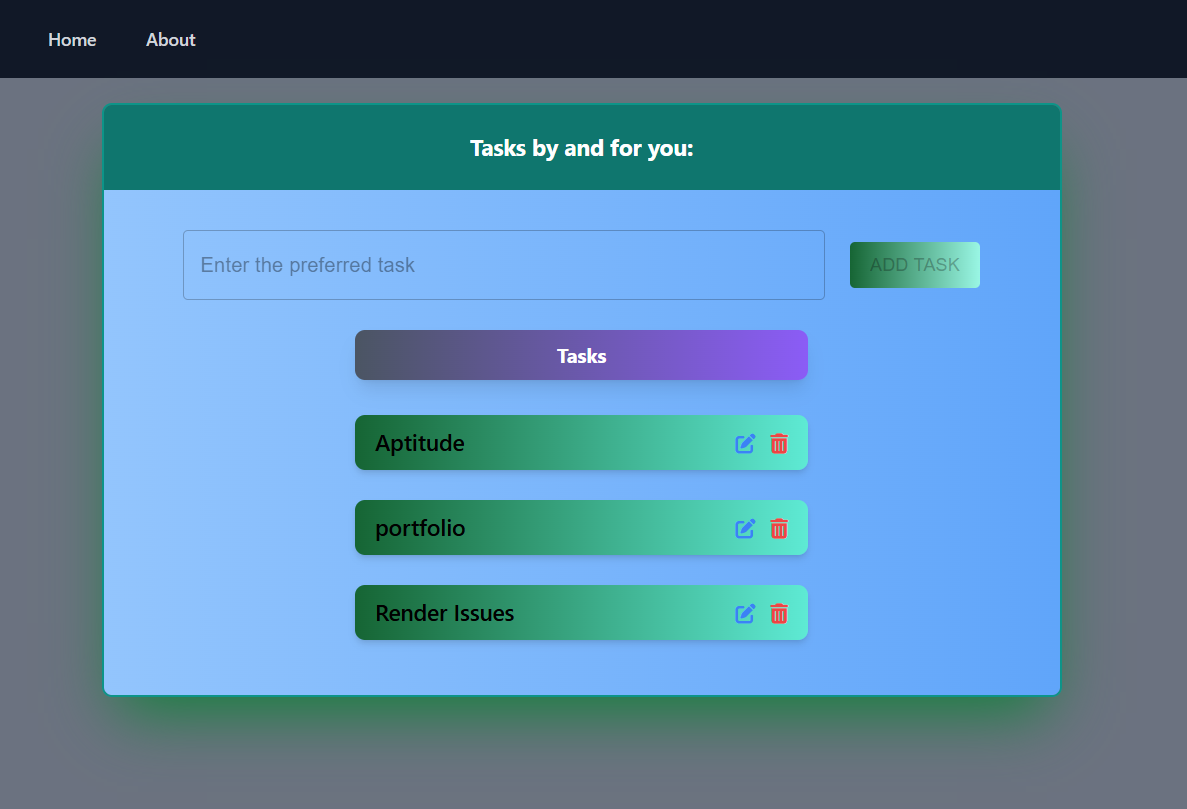 Home About
Tasks by and for you:
Enter the preferred task
ADD TASK
Tasks
Aptitude
portfolio
Render Issues